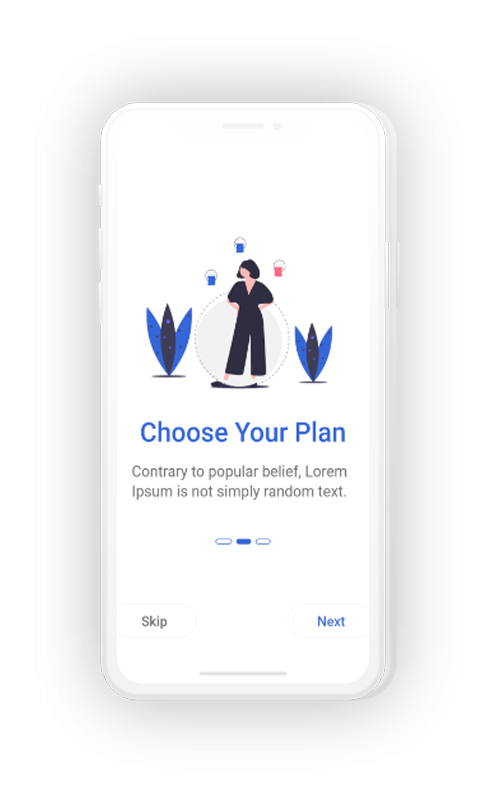 Choose Your Plan
Contrary to popular belief, Lorem
Ipsum is not simply random text.
Skip
Next